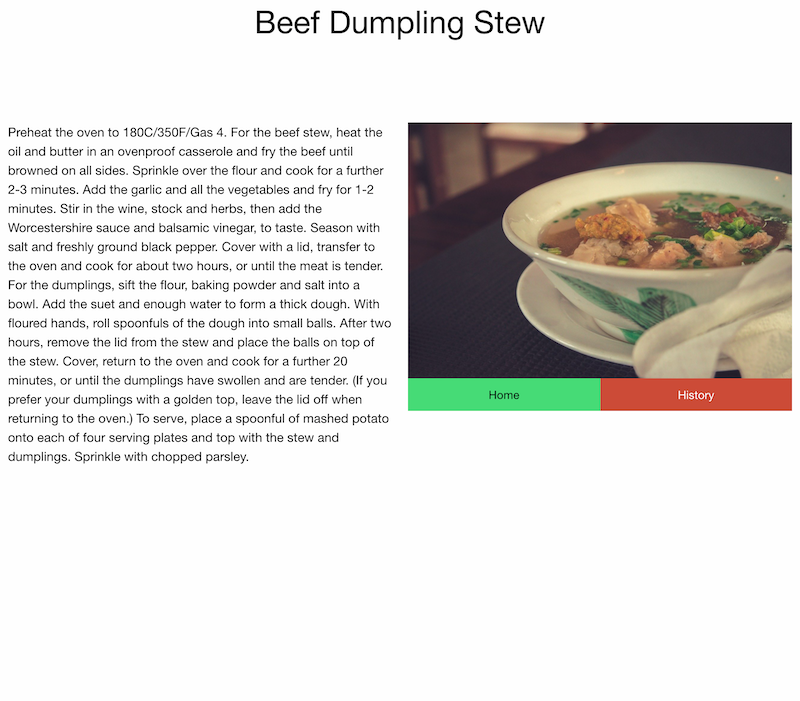 Beef Dumpling Stew
Preheat the oven to 180C/350F/Gas 4. For the beef stew, heat the
oil and butter in an ovenproof casserole and fry the beef until
browned on all sides. Sprinkle over the flour and cook for a further
2-3 minutes. Add the garlic and all the vegetables and fry for 1-2
minutes. Stir in the wine, stock and herbs, then add the
Worcestershire sauce and balsamic vinegar, to taste. Season with
salt and freshly ground black pepper. Cover with a lid, transfer to
the oven and cook for about two hours, or until the meat is tender.
For the dumplings, sift the flour, baking powder and salt into a
bowl. Add the suet and enough water to form a thick dough. With
floured hands, roll spoonfuls of the dough into small balls. After two
hours, remove the lid from the stew and place the balls on top of
the stew. Cover, return to the oven and cook for a further 20
minutes, or until the dumplings have swollen and are tender. (If you
prefer your dumplings with a golden top, leave the lid off when
returning to the oven.) To serve, place a spoonful of mashed potato
onto each of four serving plates and top with the stew and
dumplings. Sprinkle with chopped parsley.
Home
History